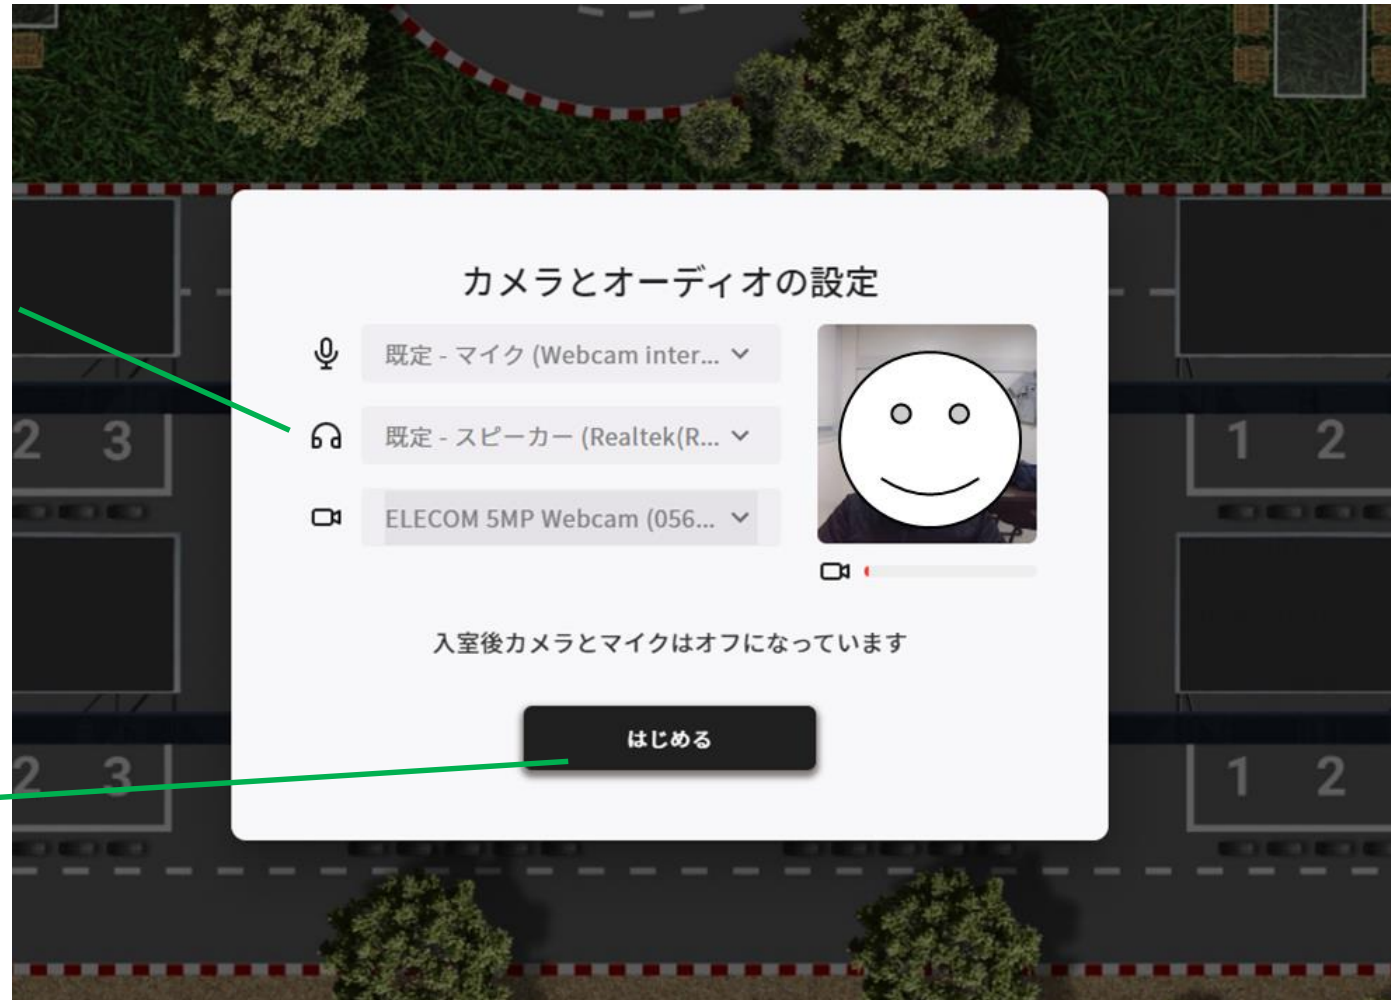 カメラとオーディオの設定
既定 - マイク (Webcam inter...
既定 - スピーカー (Realtek(R...
ELECOM 5MP Webcam (056...
入室後カメラとマイクはオフになっています
はじめる
2 3
1 2
2 3
1 2